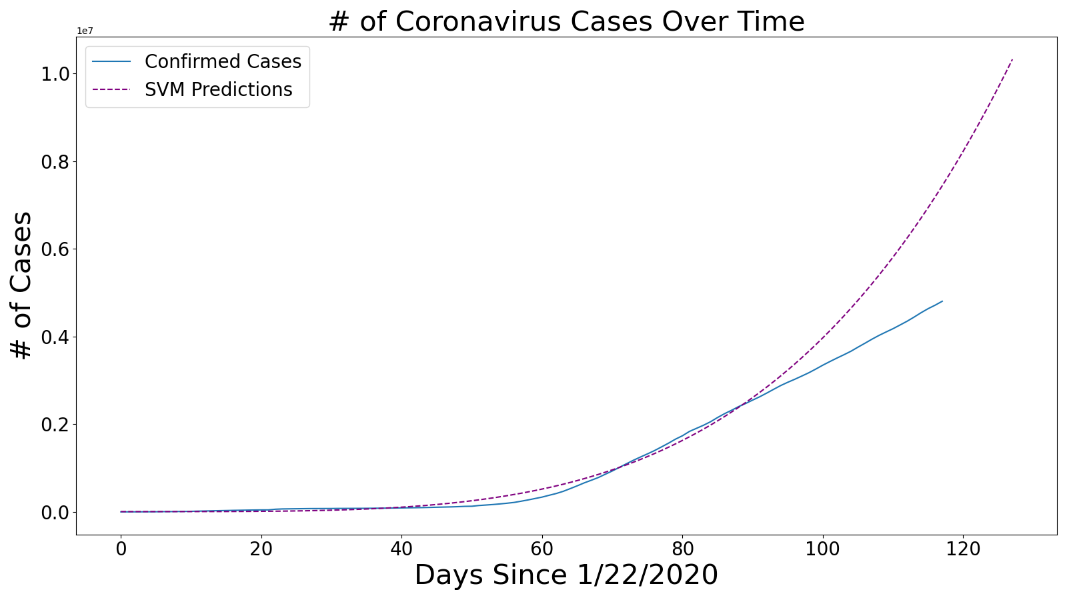 # of Coronavirus Cases Over Time
1e7
Confirmed Cases
SVM Predictions
1.0
0.8
0.6
0.4
0.2
0.0
# of Cases
0 20 40 60 80 100 120
Days Since 1/22/2020